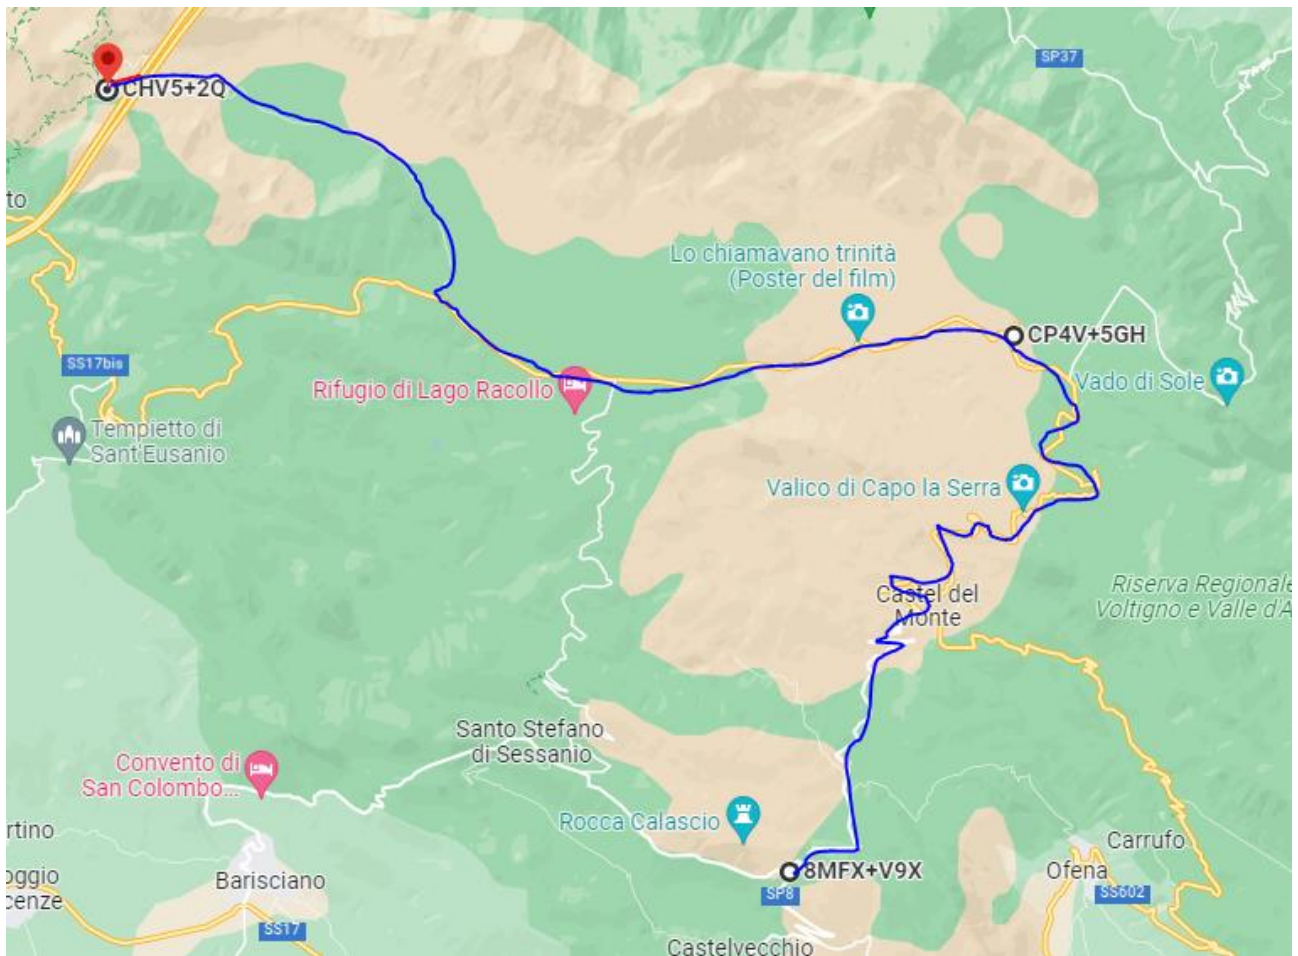 SP37
CHV5+2Q
to
Lo chiamavano trinità
(Poster del film)
CP4V+5GH
SS17bis
Rifugio di Lago Racollo
Vado di Sole
Tempietto di
Sant'Eusanio
Valico di Capo la Serra
Riserva Regionale
Voltigno e Valle d'A
Castel del
Monte
Santo Stefano
di Sessanio
Convento di
San Colombo...
Rocca Calascio
rtino
Carrufo
8MFX+V9X
Ofena
oggio
cenze
Barisciano
SP8
SS602
SS17
Castelvecchio